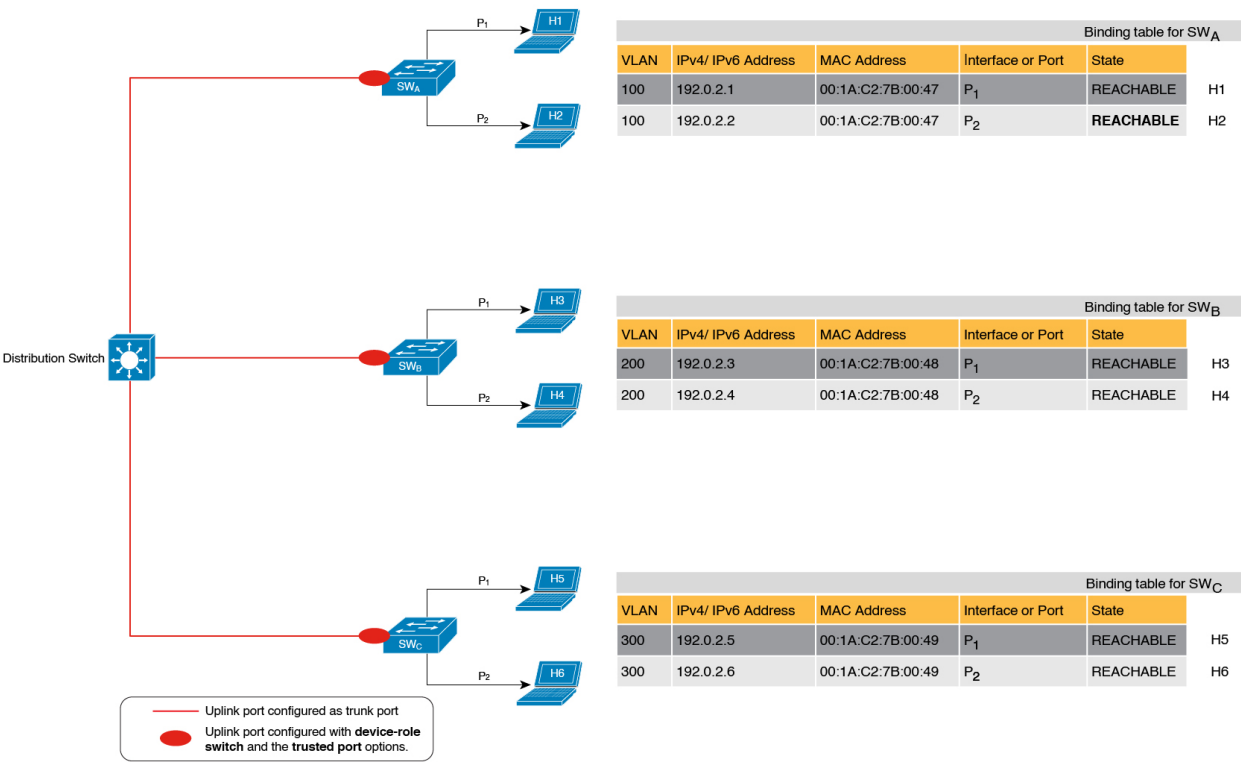 P1
H1
SWA
P2
H2
Binding table for SWA
VLAN IPv4/ IPv6 Address MAC Address Interface or Port State
100 192.0.2.1 00:1A:C2:7B:00:47 P1 REACHABLE H1
100 192.0.2.2 00:1A:C2:7B:00:47 P2 REACHABLE H2
Distribution Switch
P1
H3
SWB
P2
H4
Binding table for SWB
VLAN IPv4/ IPv6 Address MAC Address Interface or Port State
200 192.0.2.3 00:1A:C2:7B:00:48 P1 REACHABLE H3
200 192.0.2.4 00:1A:C2:7B:00:48 P2 REACHABLE H4
P1
H5
SWC
P2
H6
Binding table for SWC
VLAN IPv4/ IPv6 Address MAC Address Interface or Port State
300 192.0.2.5 00:1A:C2:7B:00:49 P1 REACHABLE H5
300 192.0.2.6 00:1A:C2:7B:00:49 P2 REACHABLE H6
Uplink port configured as trunk port
Uplink port configured with device-role
switch and the trusted port options.